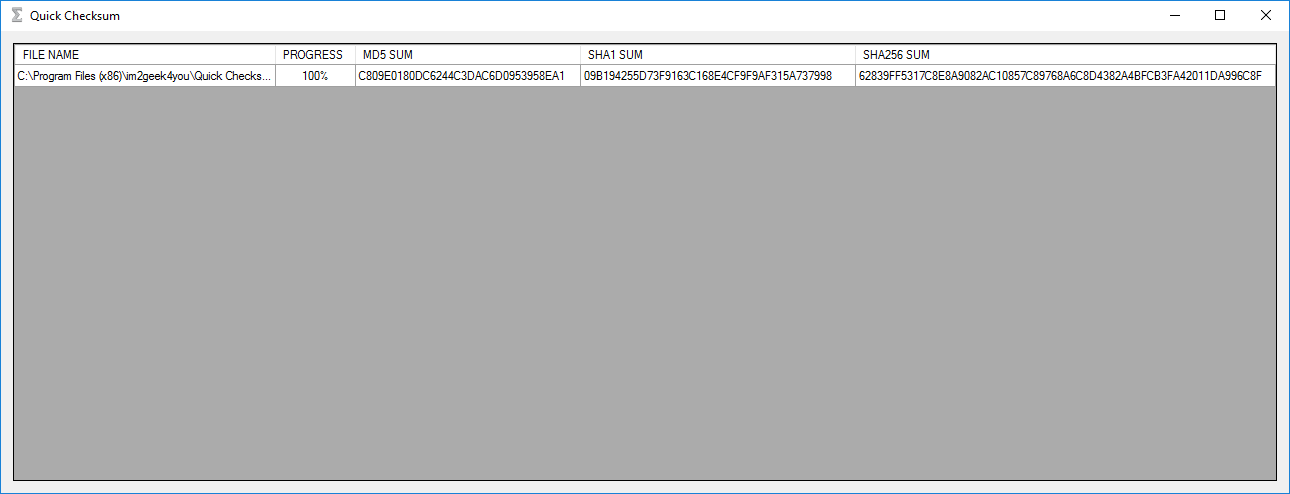 Quick Checksum
FILE NAME PROGRESS MD5 SUM SHA1 SUM SHA256 SUM
C:\Program Files (x86)\im2geek4you\Quick Checks... 100% C809E0180DC6244C3DAC6D0953958EA1 09B194255D73F9163C168E4CF9F9AF315A737998 62839FF5317C8E8A9082AC10857C89768A6C8D4382A4BFCB3FA42011DA996C8F